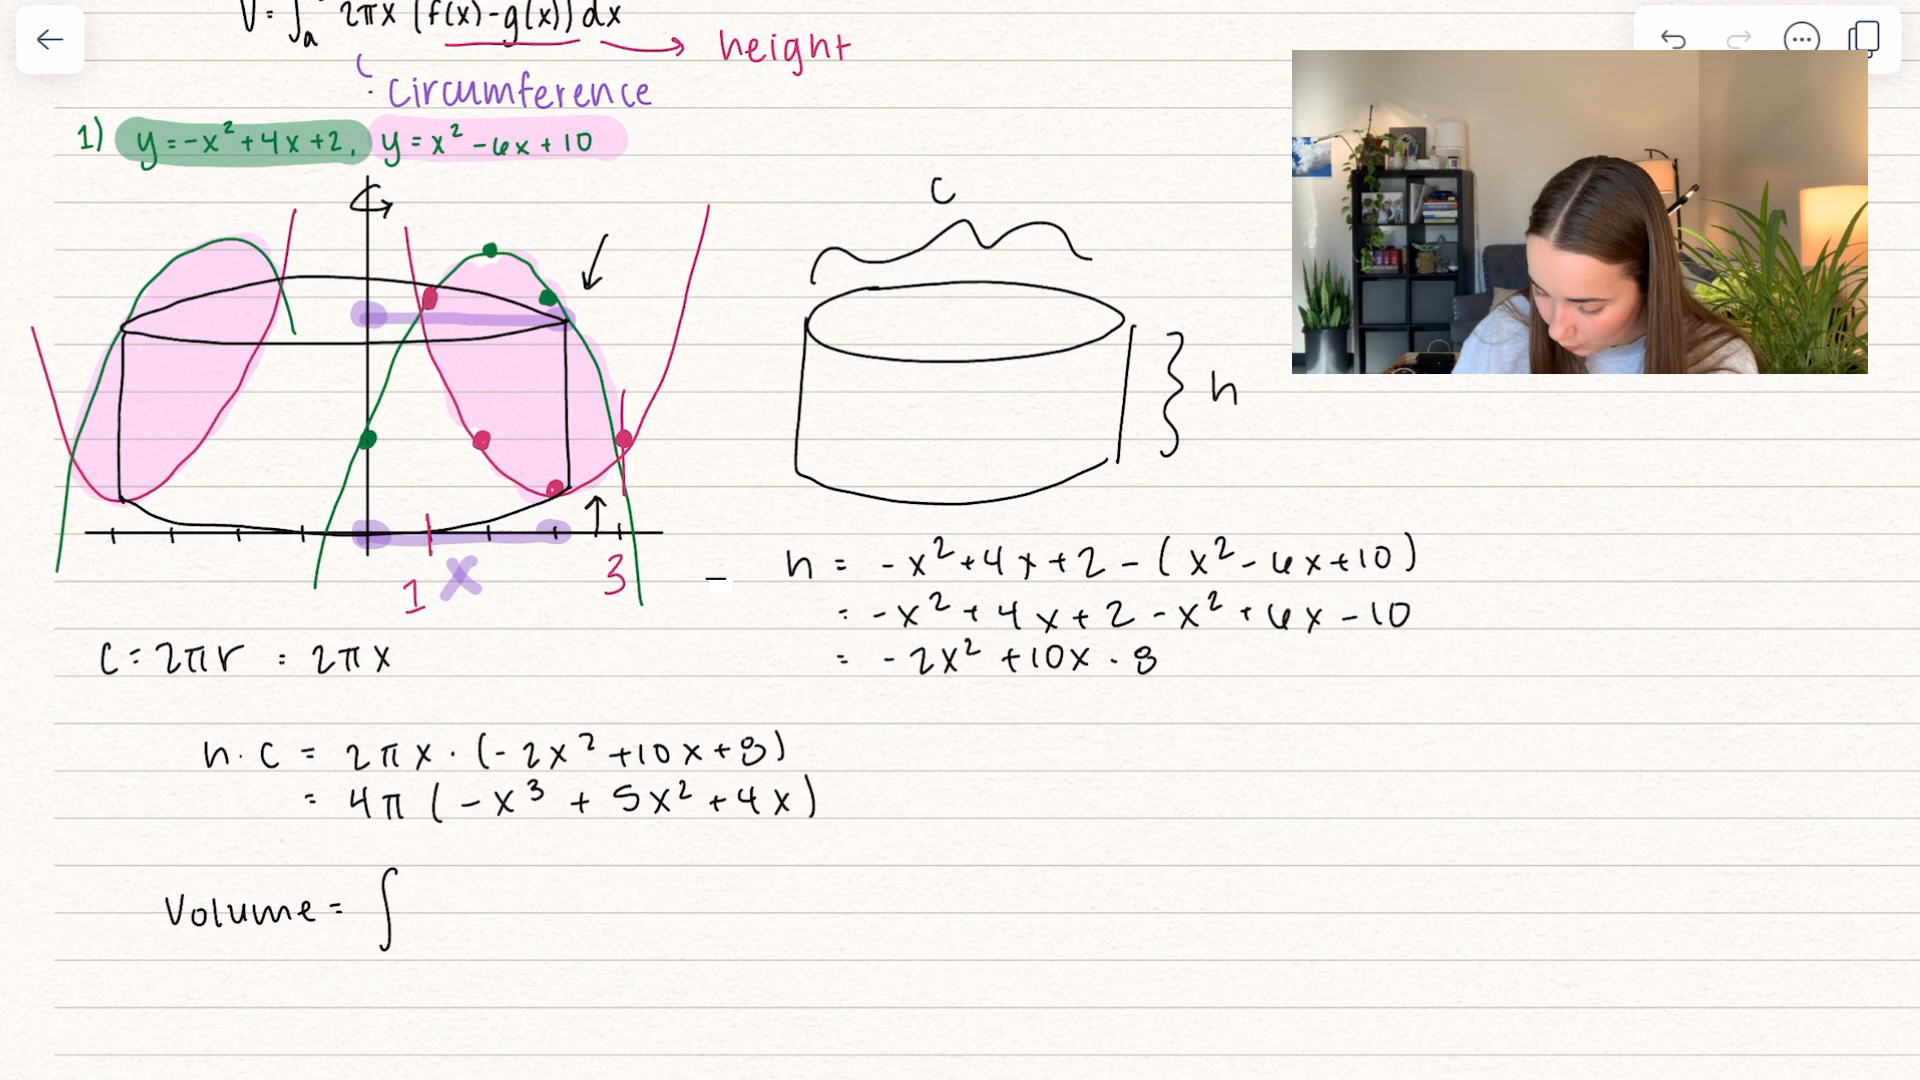 V = ∫a 2πx (f(x)-g(x)) dx
height
circumference
1) y = -x² + 4x + 2, y = x² - 6x + 10
C
h
1 x 3
h = -x² + 4x + 2 - (x² - 6x + 10)
= -x² + 4x + 2 - x² + 6x - 10
= -2x² + 10x - 8
C = 2πr = 2πx
h · C = 2πx · (-2x² + 10x + 8)
= 4π (-x³ + 5x² + 4x)
Volume = ∫